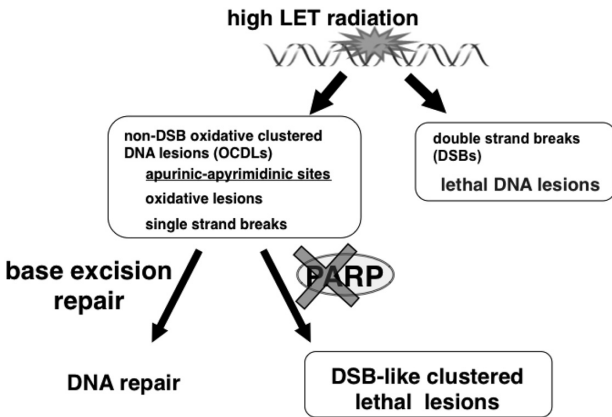 high LET radiation
non-DSB oxidative clustered
DNA lesions (OCDLs)
apurinic-apyrimidinic sites
oxidative lesions
single strand breaks
double strand breaks
(DSBs)
lethal DNA lesions
base excision
repair
PARP
DNA repair
DSB-like clustered
lethal lesions